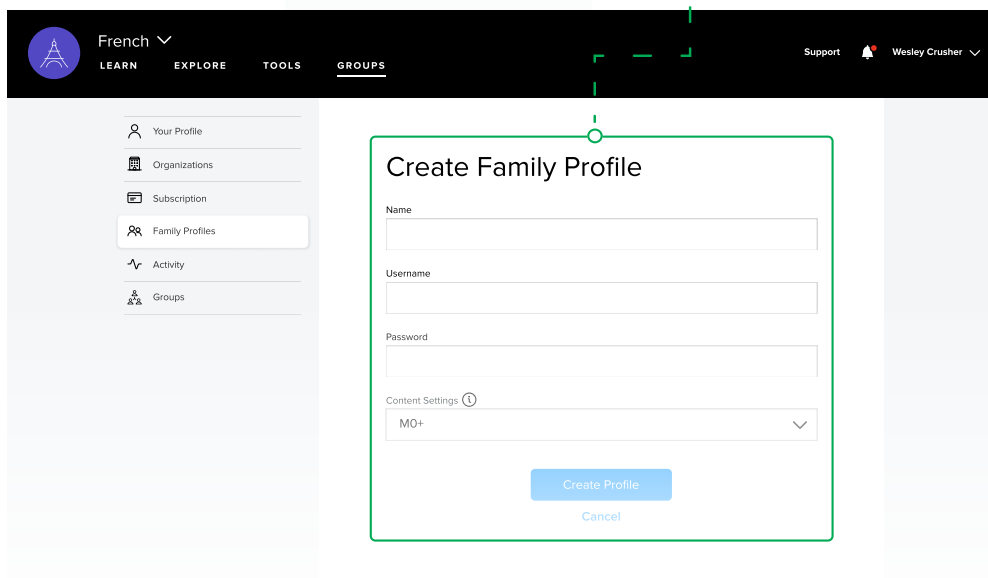 French
LEARN EXPLORE TOOLS GROUPS
Support
Wesley Crusher
Your Profile
Organizations
Subscription
Family Profiles
Activity
Groups
Create Family Profile
Name
Username
Password
Content Settings
M0+
Create Profile
Cancel